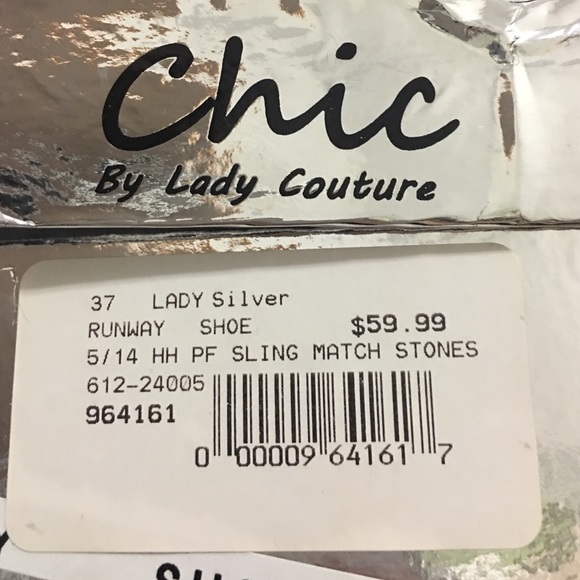 Chic
By Lady Couture
37 LADY Silver
RUNWAY SHOE $59.99
5/14 HH PF SLING MATCH STONES
612-24005
964161
0 00009 64161 7